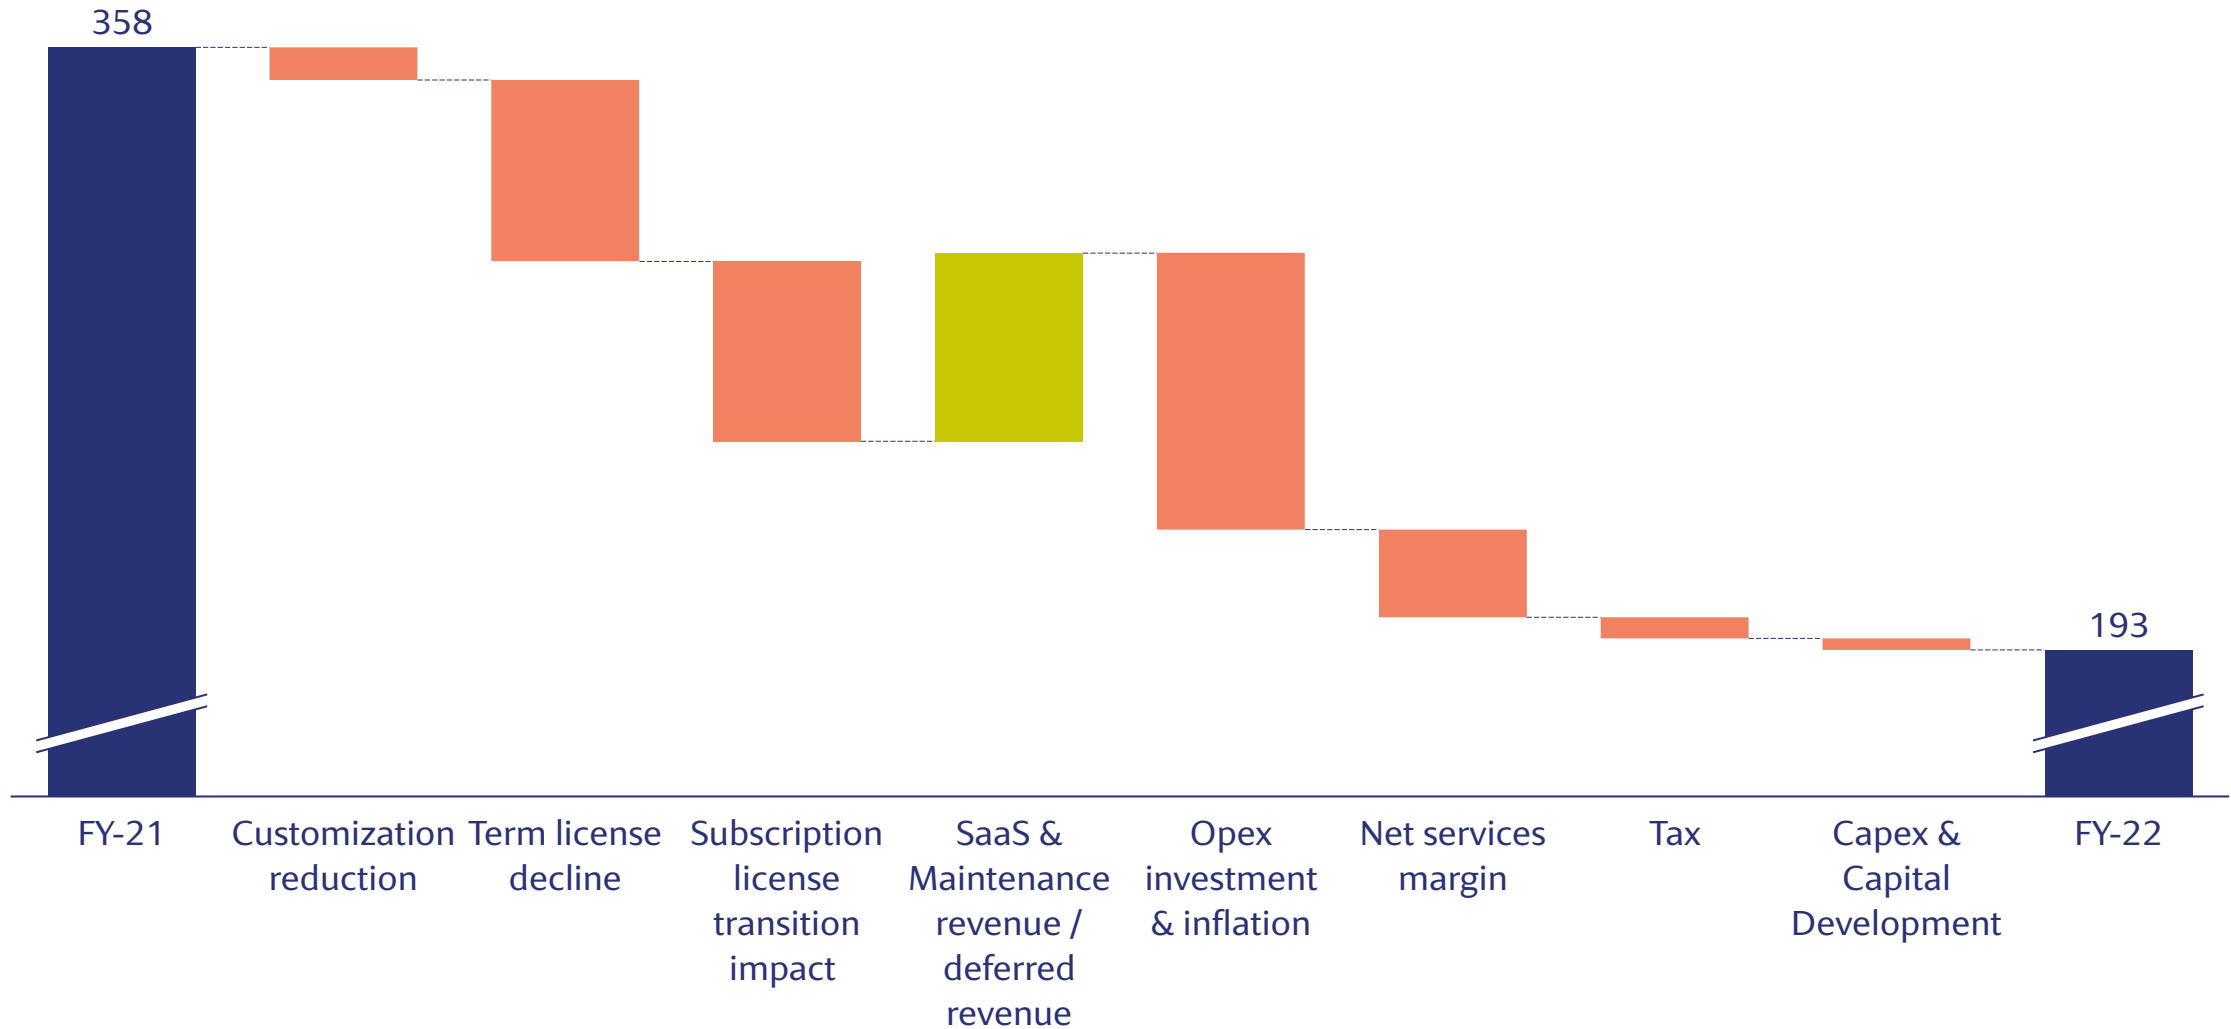 358
193
FY-21
Customization
reduction
Term license
decline
Subscription
license
transition
impact
SaaS &
Maintenance
revenue /
deferred
revenue
Opex
investment
& inflation
Net services
margin
Tax
Capex &
Capital
Development
FY-22